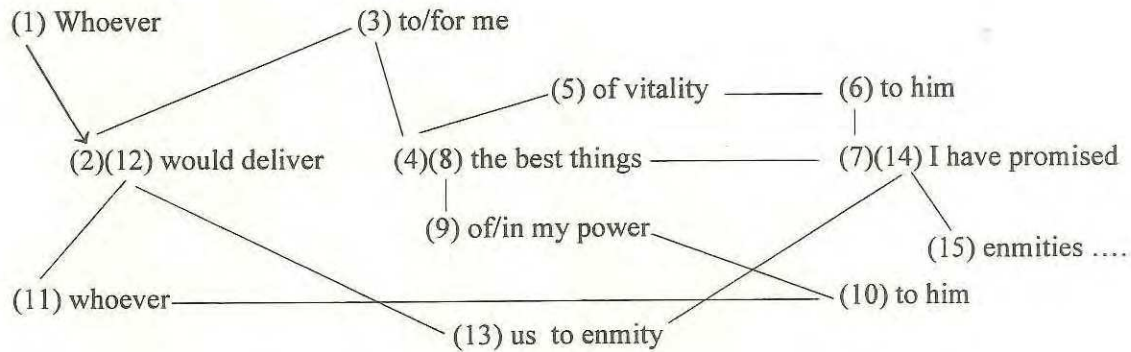 (1) Whoever (3) to/for me
(5) of vitality (6) to him
(2)(12) would deliver (4)(8) the best things (7)(14) I have promised
(9) of/in my power
(15) enmities ....
(11) whoever (10) to him
(13) us to enmity